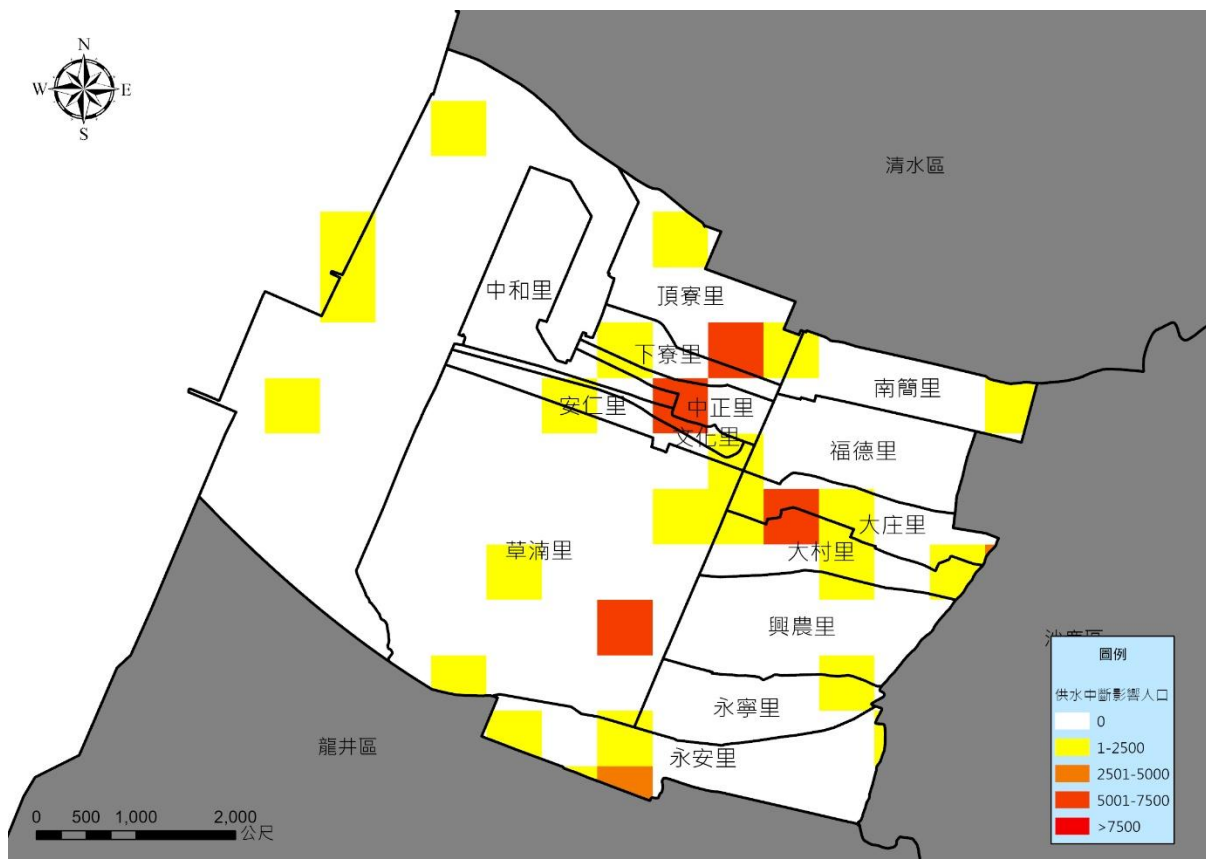 N
W E
S
清水區
中和里
頂寮里
下寮里
南簡里
安仁里
中正里
文化里
福德里
大庄里
草湳里
大村里
興農里
永寧里
龍井區
永安里
圖例
供水中斷影響人口
0
1-2500
2501-5000
5001-7500
>7500
0 500 1,000 2,000
公尺